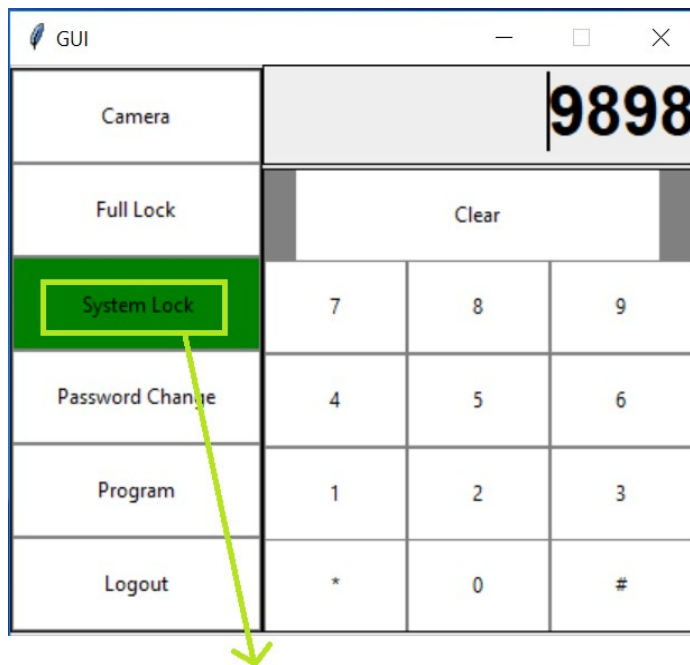 GUI
9898
Camera
Full Lock
System Lock
Password Change
Program
Logout
Clear
7 8 9
4 5 6
1 2 3
* 0 #